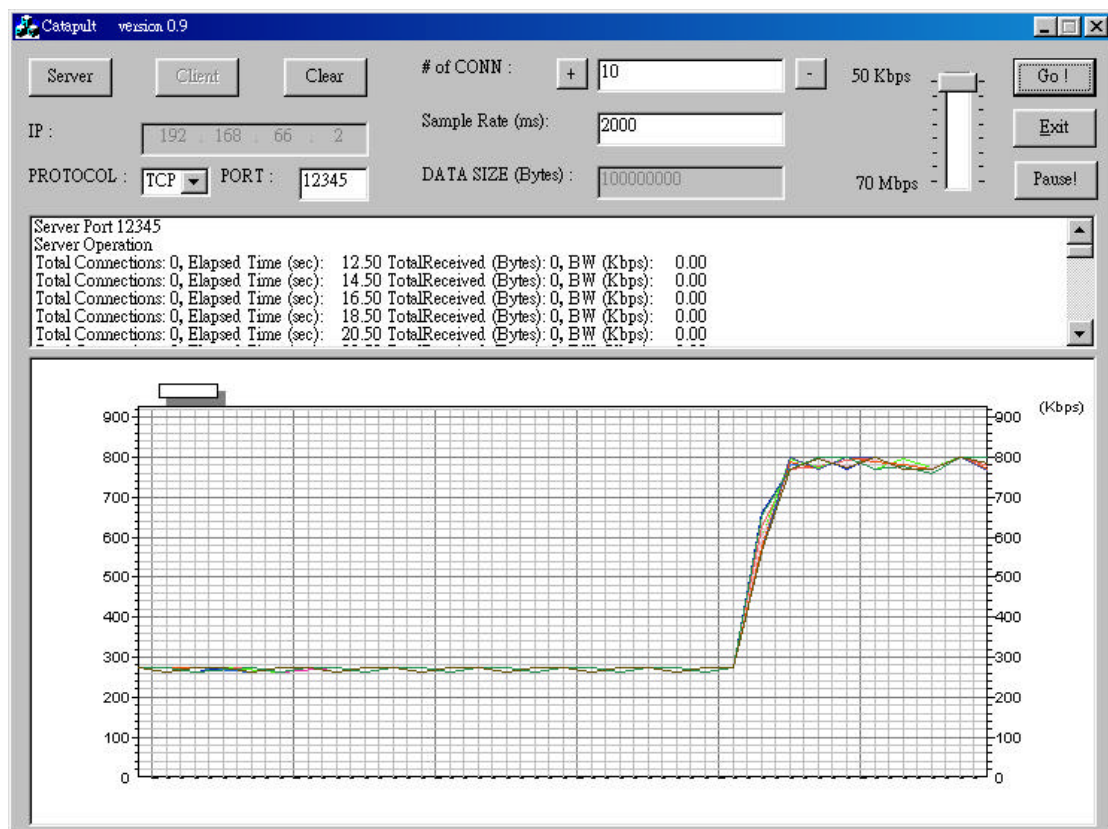 Catapult version 0.9
Server Client Clear # of CONN : + 10 - 50 Kbps Go !
IP : 192 . 168 . 66 . 2 Sample Rate (ms): 2000 Exit
PROTOCOL : TCP PORT : 12345 DATA SIZE (Bytes) : 100000000 70 Mbps Pause!
Server Port 12345
Server Operation
Total Connections: 0, Elapsed Time (sec): 12.50 TotalReceived (Bytes): 0, BW (Kbps): 0.00
Total Connections: 0, Elapsed Time (sec): 14.50 TotalReceived (Bytes): 0, BW (Kbps): 0.00
Total Connections: 0, Elapsed Time (sec): 16.50 TotalReceived (Bytes): 0, BW (Kbps): 0.00
Total Connections: 0, Elapsed Time (sec): 18.50 TotalReceived (Bytes): 0, BW (Kbps): 0.00
Total Connections: 0, Elapsed Time (sec): 20.50 TotalReceived (Bytes): 0, BW (Kbps): 0.00
900 900 (Kbps)
800 800
700 700
600 600
500 500
400 400
300 300
200 200
100 100
0 0